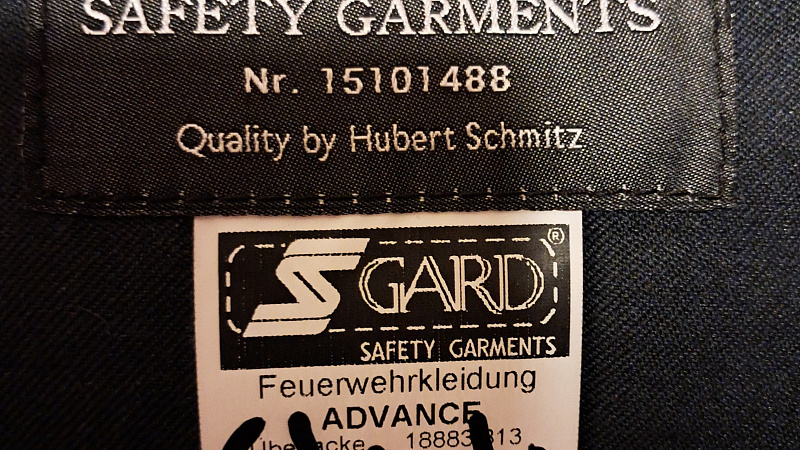 SAFETY GARMENTS
Nr. 15101488
Quality by Hubert Schmitz
S GARD®
SAFETY GARMENTS
Feuerwehrkleidung
ADVANCE